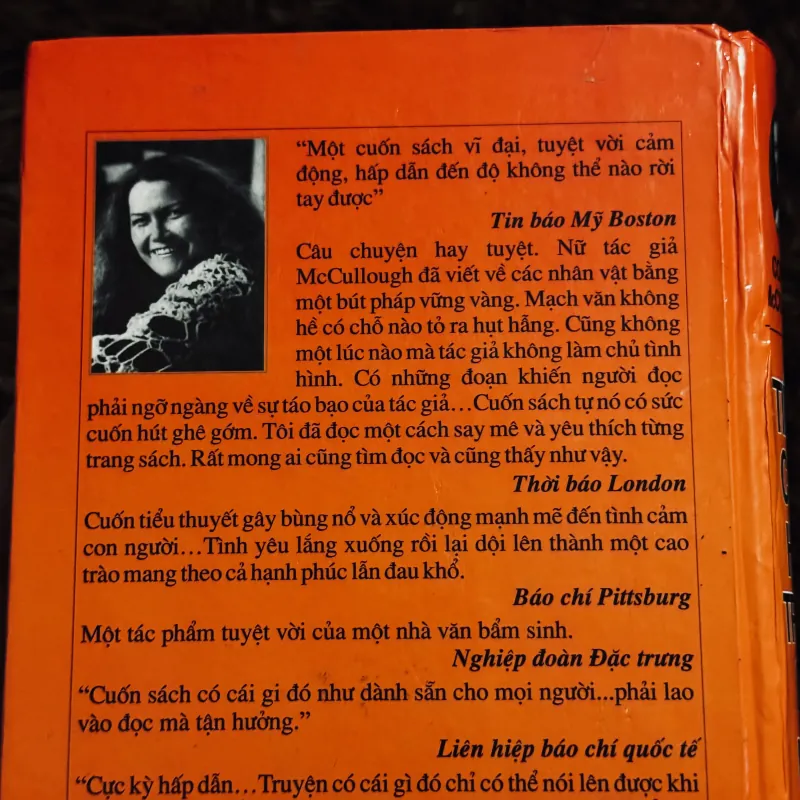 “Một cuốn sách vĩ đại, tuyệt vời cảm
động, hấp dẫn đến độ không thể nào rời
tay được”
Tin báo Mỹ Boston
Câu chuyện hay tuyệt. Nữ tác giả
McCullough đã viết về các nhân vật bằng
một bút pháp vững vàng. Mạch văn không
hề có chỗ nào tỏ ra hụt hẫng. Cũng không
một lúc nào mà tác giả không làm chủ tình
hình. Có những đoạn khiến người đọc
phải ngỡ ngàng về sự táo bạo của tác giả...Cuốn sách tự nó có sức
cuốn hút ghê gớm. Tôi đã đọc một cách say mê và yêu thích từng
trang sách. Rất mong ai cũng tìm đọc và cũng thấy như vậy.
Thời báo London
Cuốn tiểu thuyết gây bùng nổ và xúc động mạnh mẽ đến tình cảm
con người...Tình yêu lắng xuống rồi lại dội lên thành một cao
trào mang theo cả hạnh phúc lẫn đau khổ.
Báo chí Pittsburg
Một tác phẩm tuyệt vời của một nhà văn bẩm sinh.
Nghiệp đoàn Đặc trưng
“Cuốn sách có cái gi đó như dành sẵn cho mọi người...phải lao
vào đọc mà tận hưởng.”
Liên hiệp báo chí quốc tế
“Cực kỳ hấp dẫn...Truyện có cái gì đó chỉ có thể nói lên được khi